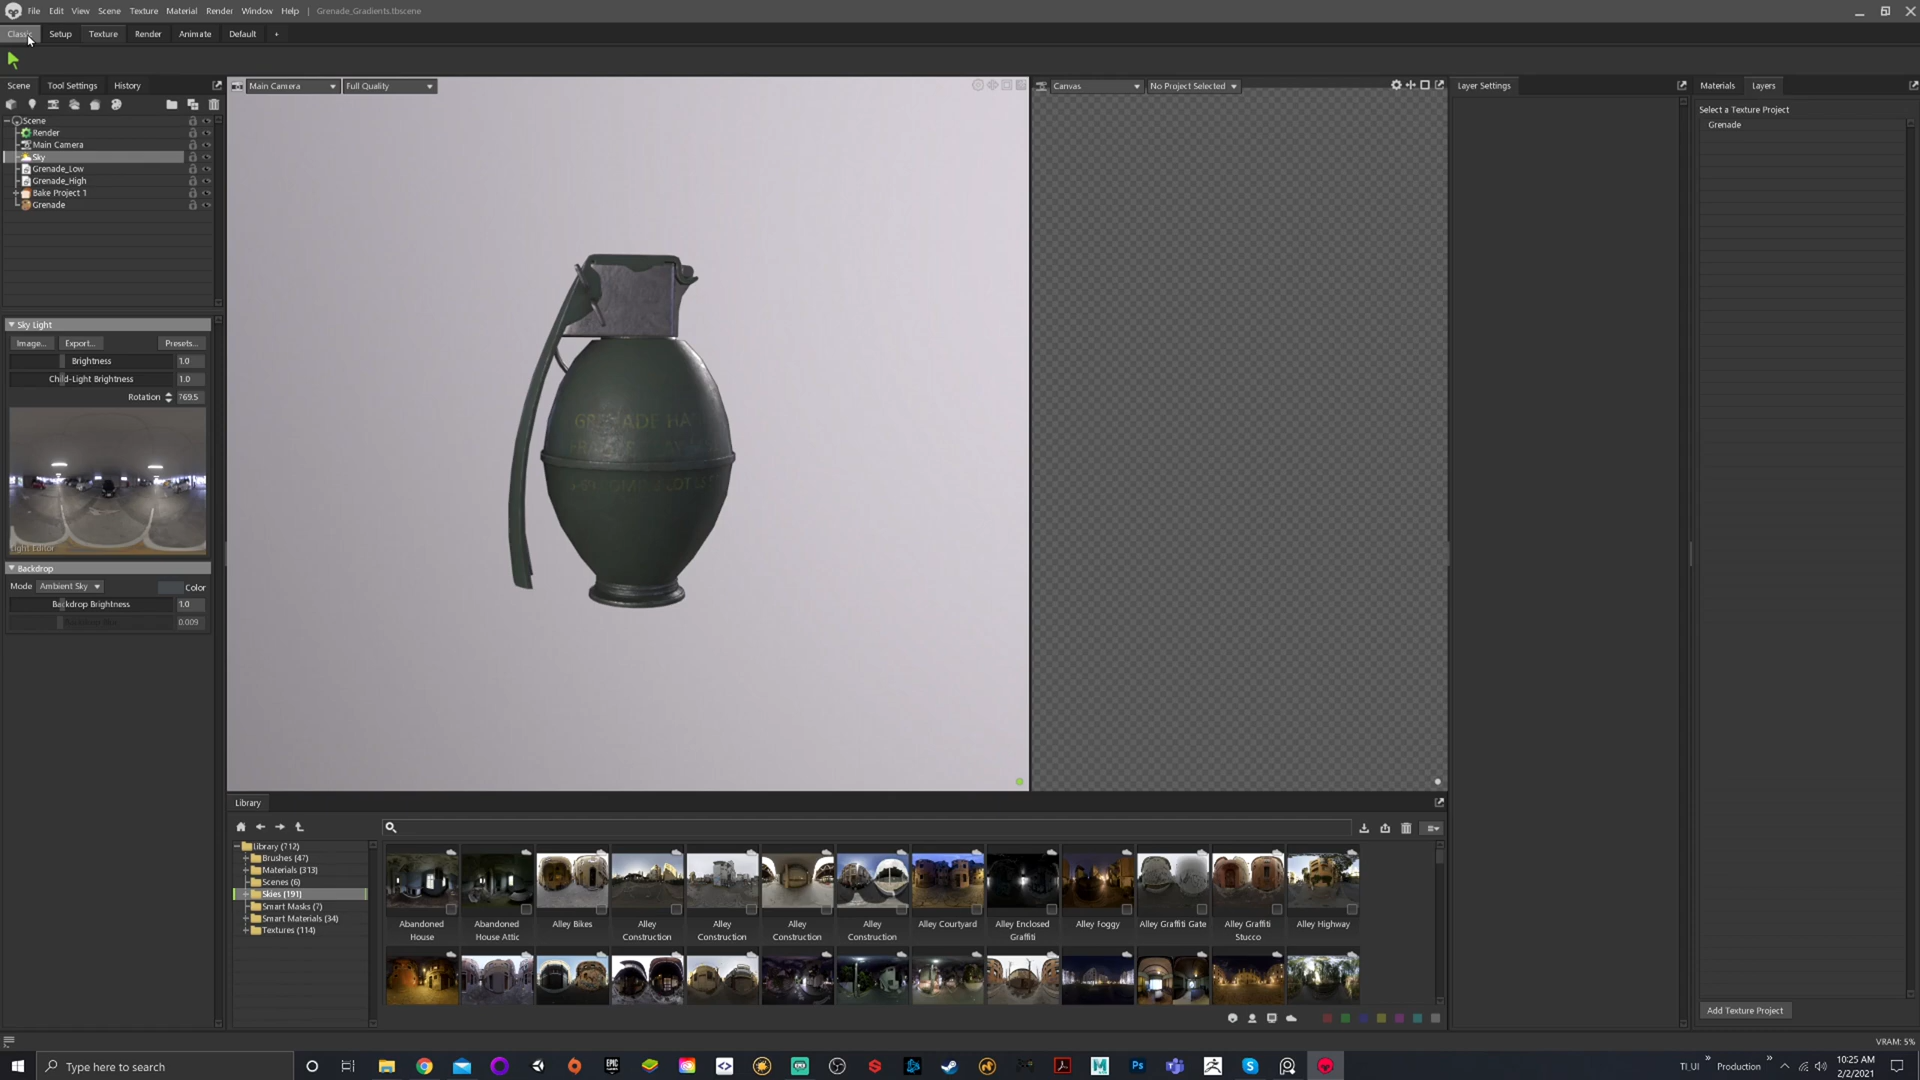 File Edit View Scene Texture Material Render Window Help | Grenade_Gradients.tbscene
Classic Setup Texture Render Animate Default +
Scene Tool Settings History
Main Camera Full Quality
Canvas No Project Selected
Layer Settings
Materials Layers
Select a Texture Project
Grenade
Scene
Render
Main Camera
Sky
Grenade_Low
Grenade_High
Bake Project 1
Grenade
Sky Light
Image... Export... Presets...
Brightness 1.0
Child-Light Brightness 1.0
Rotation 769.5
Light Editor
Backdrop
Mode Ambient Sky Color
Backdrop Brightness 1.0
Backdrop Blur 0.009
GRENADE HA
Library
library (712)
Brushes (47)
Materials (313)
Scenes (6)
Skies (191)
Smart Masks (7)
Smart Materials (34)
Textures (114)
Abandoned House
Abandoned House Attic
Alley Bikes
Alley Construction
Alley Construction
Alley Construction
Alley Construction
Alley Courtyard
Alley Enclosed Graffiti
Alley Foggy
Alley Graffiti Gate
Alley Graffiti Stucco
Alley Highway
Add Texture Project
VRAM: 5%
Type here to search
TI_UI Production
10:25 AM
2/2/2021